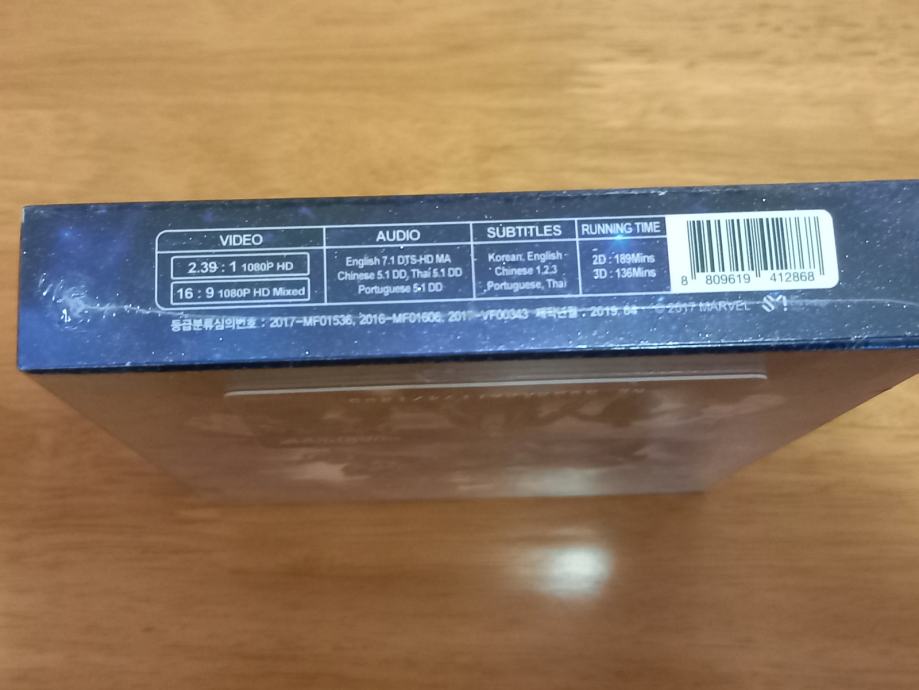 VIDEO
2.39 : 1 1080P HD
16 : 9 1080P HD Mixed
AUDIO
English 7.1 DTS-HD MA
Chinese 5.1 DD, Thai 5.1 DD
Portuguese 5.1 DD
SUBTITLES
Korean, English
Chinese 1,2,3
Portuguese, Thai
RUNNING TIME
2D : 189Mins
3D : 136Mins
8 809619 412868
등급분류심의번호 : 2017-MF01536, 2016-MF01606, 2017-VF00343 제작년월 : 2019. © 2017 MARVEL